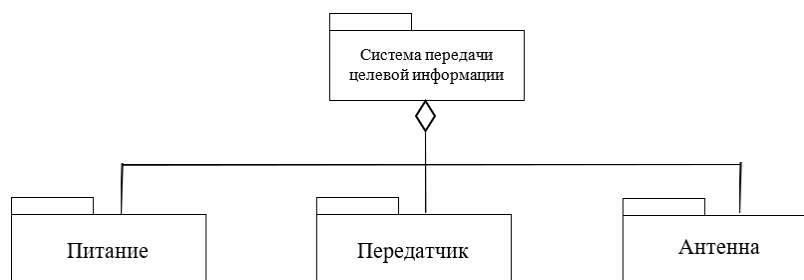 Система передачи
целевой информации
Питание
Передатчик
Антенна